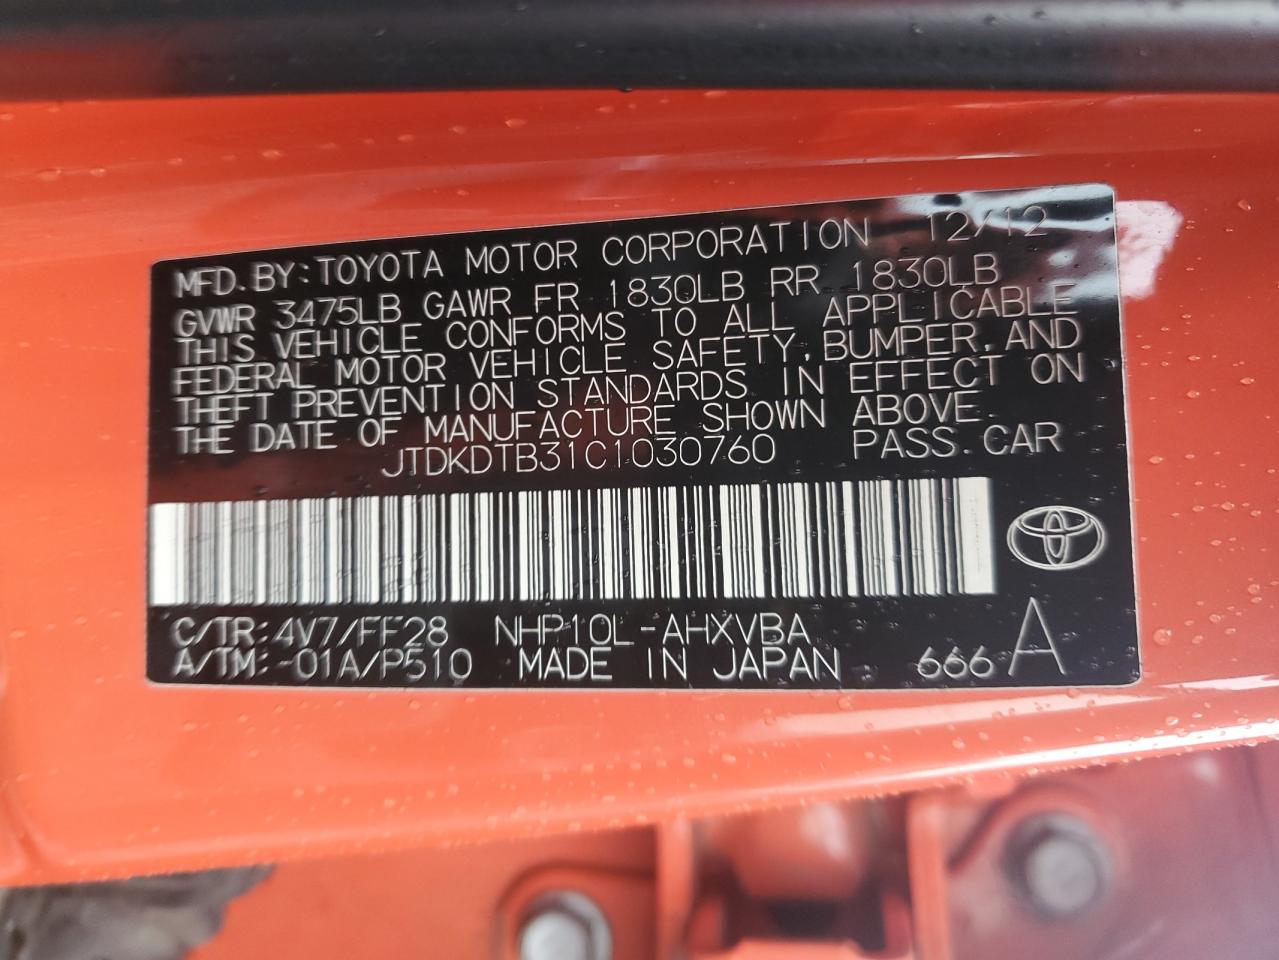 MFD.BY:TOYOTA MOTOR CORPORATION 12/12
GVWR 3475LB GAWR FR 1830LB RR 1830LB
THIS VEHICLE CONFORMS TO ALL APPLICABLE
FEDERAL MOTOR VEHICLE SAFETY,BUMPER,AND
THEFT PREVENTION STANDARDS IN EFFECT ON
THE DATE OF MANUFACTURE SHOWN ABOVE.
JTDKDTB31C1030760 PASS.CAR
C/TR:4V7/FF28 NHP10L-AHXVBA
A/TM:-01A/P510 MADE IN JAPAN 666 A